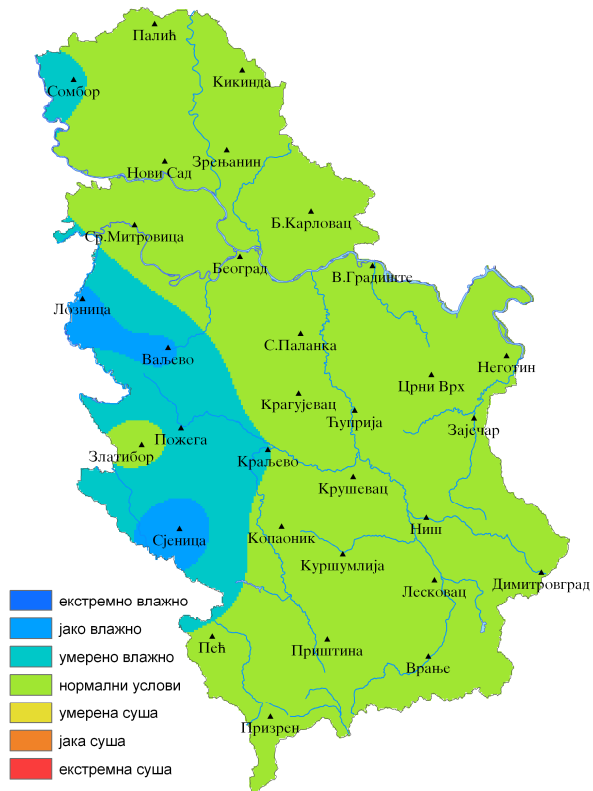 Палић
Кикинда
Сомбор
Зрењанин
Нови Сад
Б.Карловац
Ср.Митровица
Београд
В.Градиште
Лозница
С.Паланка
Ваљево
Неготин
Црни Врх
Крагујевац
Ћуприја
Зајечар
Пожега
Златибор
Краљево
Крушевац
Ниш
Сјеница
Копаоник
Куршумлија
Димитровград
Лесковац
Пећ
Приштина
Врање
Призрен
екстремно влажно
јако влажно
умерено влажно
нормални услови
умерена суша
јака суша
екстремна суша